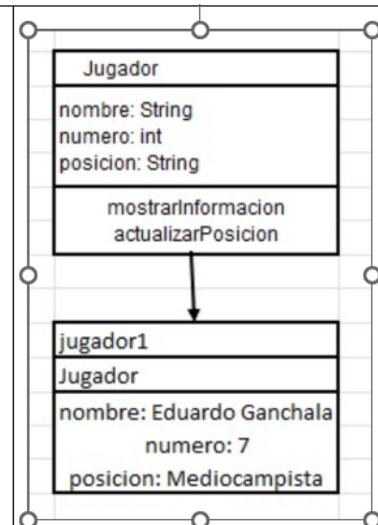 Jugador
nombre: String
numero: int
posicion: String
mostrarInformacion
actualizarPosicion
jugador1
Jugador
nombre: Eduardo Ganchala
numero: 7
posicion: Mediocampista